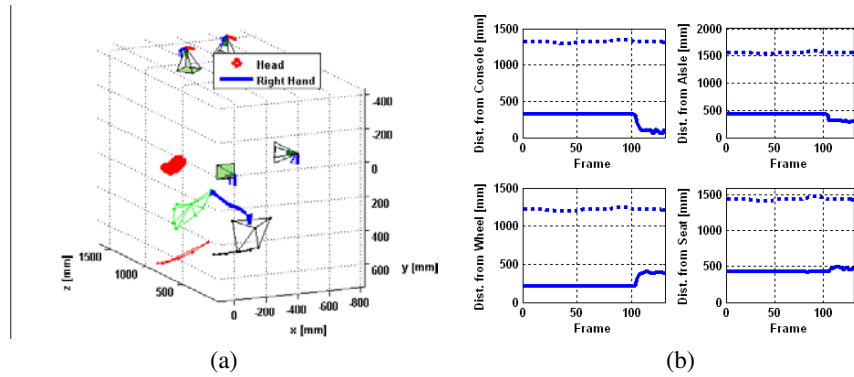 Head
Right Hand
-400
-200
0
200
400
600
y [mm]
1500
1000
500
z [mm]
0
-200
-400
-600
-800
x [mm]
(a)
Dist. from Console [mm]
1500
1000
500
0
0
50
100
Frame
Dist. from Aisle [mm]
2000
1500
1000
500
0
0
50
100
Frame
Dist. from Wheel [mm]
1500
1000
500
0
0
50
100
Frame
Dist. from Seat [mm]
1500
1000
500
0
0
50
100
Frame
(b)